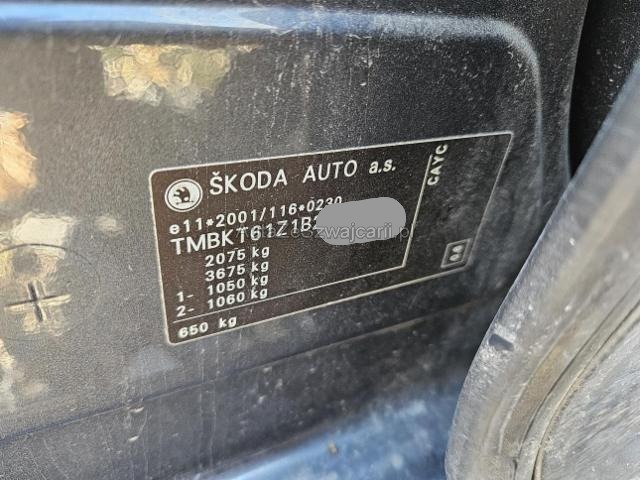 ŠKODA AUTO a.s.
CAYC
e11*2001/116*0230
TMBKT61Z1B2
2075 kg
3675 kg
1- 1050 kg
2- 1060 kg
650 kg